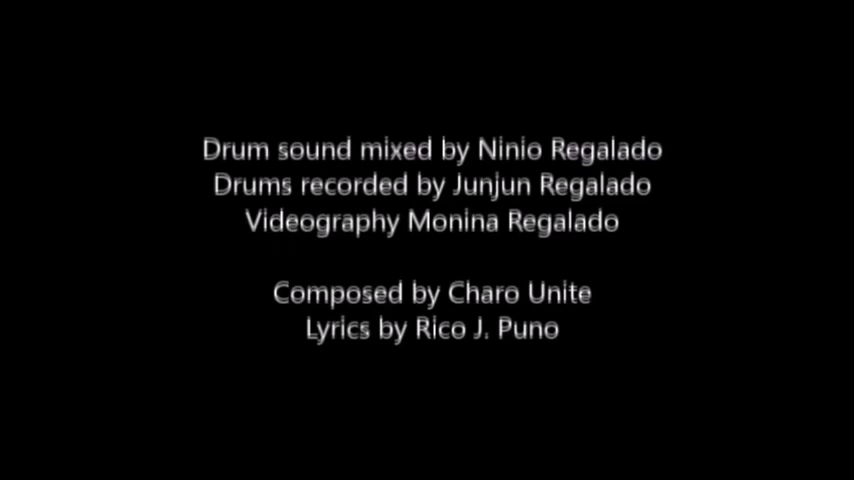 Drum sound mixed by Ninio Regalado
Drums recorded by Junjun Regalado
Videography Monina Regalado
Composed by Charo Unite
Lyrics by Rico J. Puno